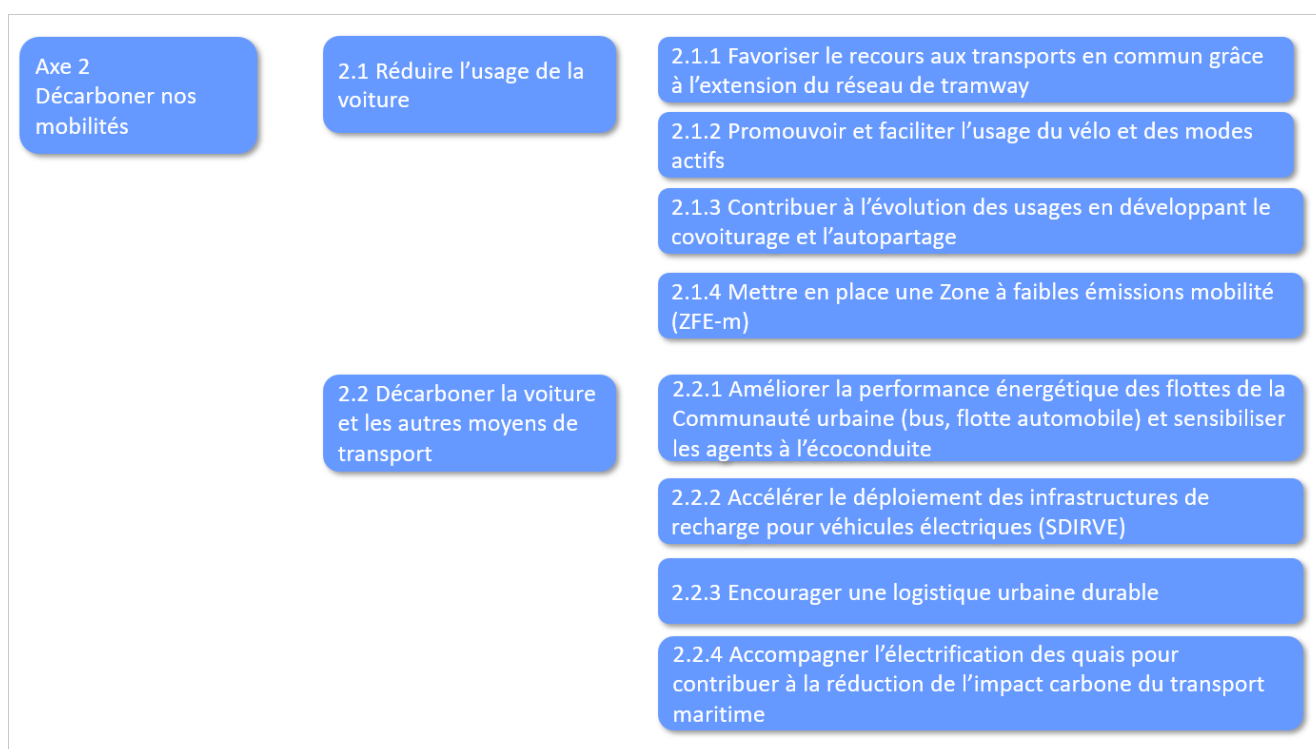 Axe 2
Décarboner nos
mobilités
2.1 Réduire l’usage de la
voiture
2.1.1 Favoriser le recours aux transports en commun grâce
à l’extension du réseau de tramway
2.1.2 Promouvoir et faciliter l’usage du vélo et des modes
actifs
2.1.3 Contribuer à l’évolution des usages en développant le
covoiturage et l’autopartage
2.1.4 Mettre en place une Zone à faibles émissions mobilité
(ZFE-m)
2.2 Décarboner la voiture
et les autres moyens de
transport
2.2.1 Améliorer la performance énergétique des flottes de la
Communauté urbaine (bus, flotte automobile) et sensibiliser
les agents à l’écoconduite
2.2.2 Accélérer le déploiement des infrastructures de
recharge pour véhicules électriques (SDIRVE)
2.2.3 Encourager une logistique urbaine durable
2.2.4 Accompagner l’électrification des quais pour
contribuer à la réduction de l’impact carbone du transport
maritime